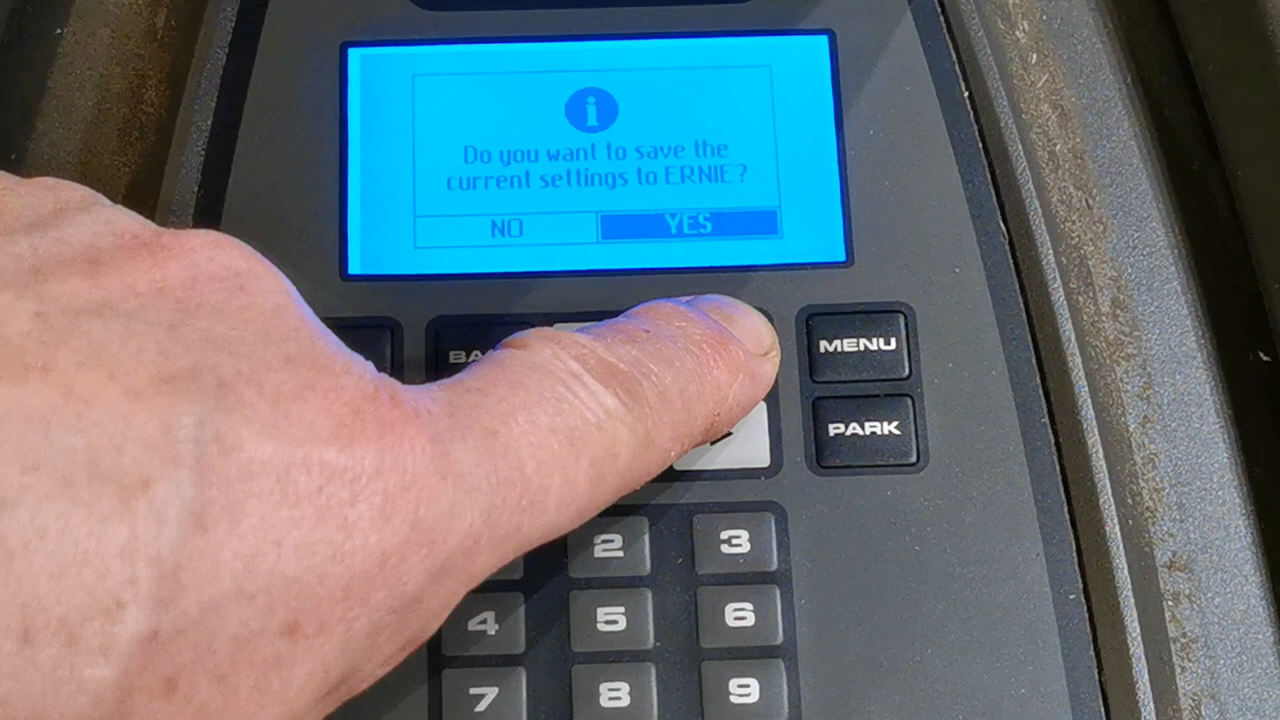 i
Do you want to save the
current settings to ERNIE?
NO YES
BA
MENU
PARK
2 3
4 5 6
7 8 9